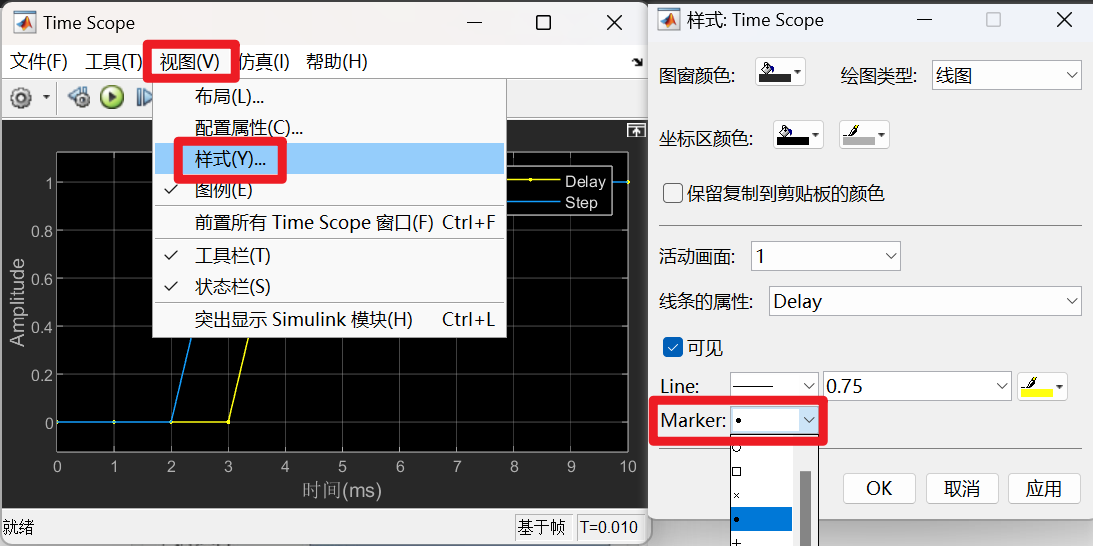 Time Scope
文件(F) 工具(T) 视图(V) 仿真(I) 帮助(H)
布局(L)...
配置属性(C)...
样式(Y)...
图例(E)
前置所有 Time Scope 窗口(F) Ctrl+F
工具栏(T)
状态栏(S)
突出显示 Simulink 模块(H) Ctrl+L
Delay
Step
Amplitude
1
0.8
0.6
0.4
0.2
0
0 1 2 3 4 5 6 7 8 9 10
时间(ms)
就绪
基于帧 T=0.010
样式: Time Scope
图窗颜色: 绘图类型: 线图
坐标区颜色:
保留复制到剪贴板的颜色
活动画面: 1
线条的属性: Delay
可见
Line: 0.75
Marker:
OK 取消 应用